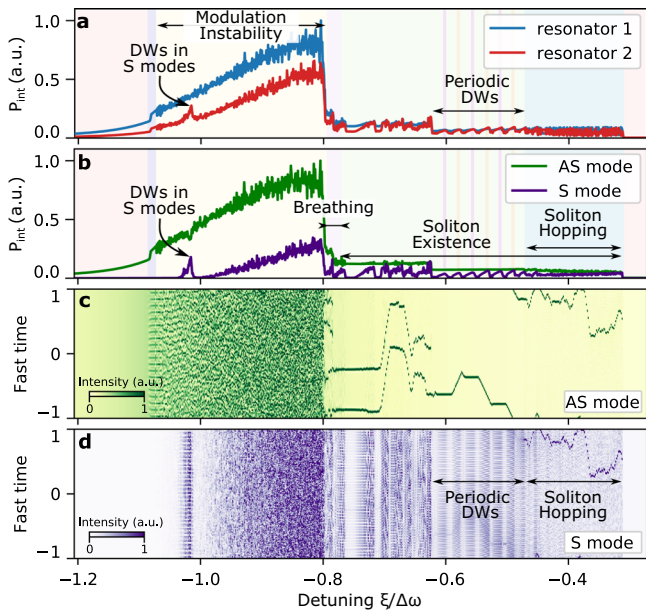 a
Modulation
Instability
DWs in
S modes
resonator 1
resonator 2
Periodic
DWs
P_int (a.u.)
1.0
0.5
0.0
b
DWs in
S modes
Breathing
AS mode
S mode
Soliton
Existence
Soliton
Hopping
P_int (a.u.)
1.0
0.5
0.0
c
Fast time
1
0
−1
Intensity (a.u.)
0 1
AS mode
d
Fast time
1
0
−1
Intensity (a.u.)
0 1
Periodic
DWs
Soliton
Hopping
S mode
−1.2 −1.0 −0.8 −0.6 −0.4
Detuning ξ/Δω